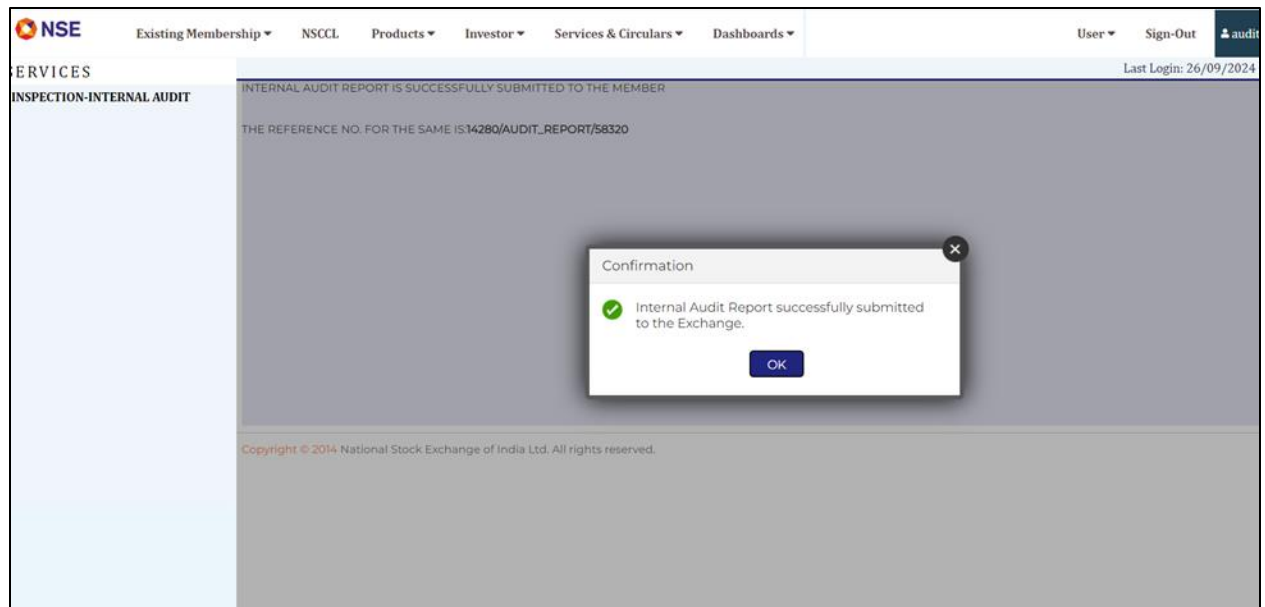 NSE Existing Membership NSCCL Products Investor Services & Circulars Dashboards User Sign-Out audit
ERVICES Last Login: 26/09/2024
INSPECTION-INTERNAL AUDIT
INTERNAL AUDIT REPORT IS SUCCESSFULLY SUBMITTED TO THE MEMBER
THE REFERENCE NO. FOR THE SAME IS:14280/AUDIT_REPORT/58320
Confirmation
Internal Audit Report successfully submitted
to the Exchange.
OK
Copyright © 2014 National Stock Exchange of India Ltd. All rights reserved.